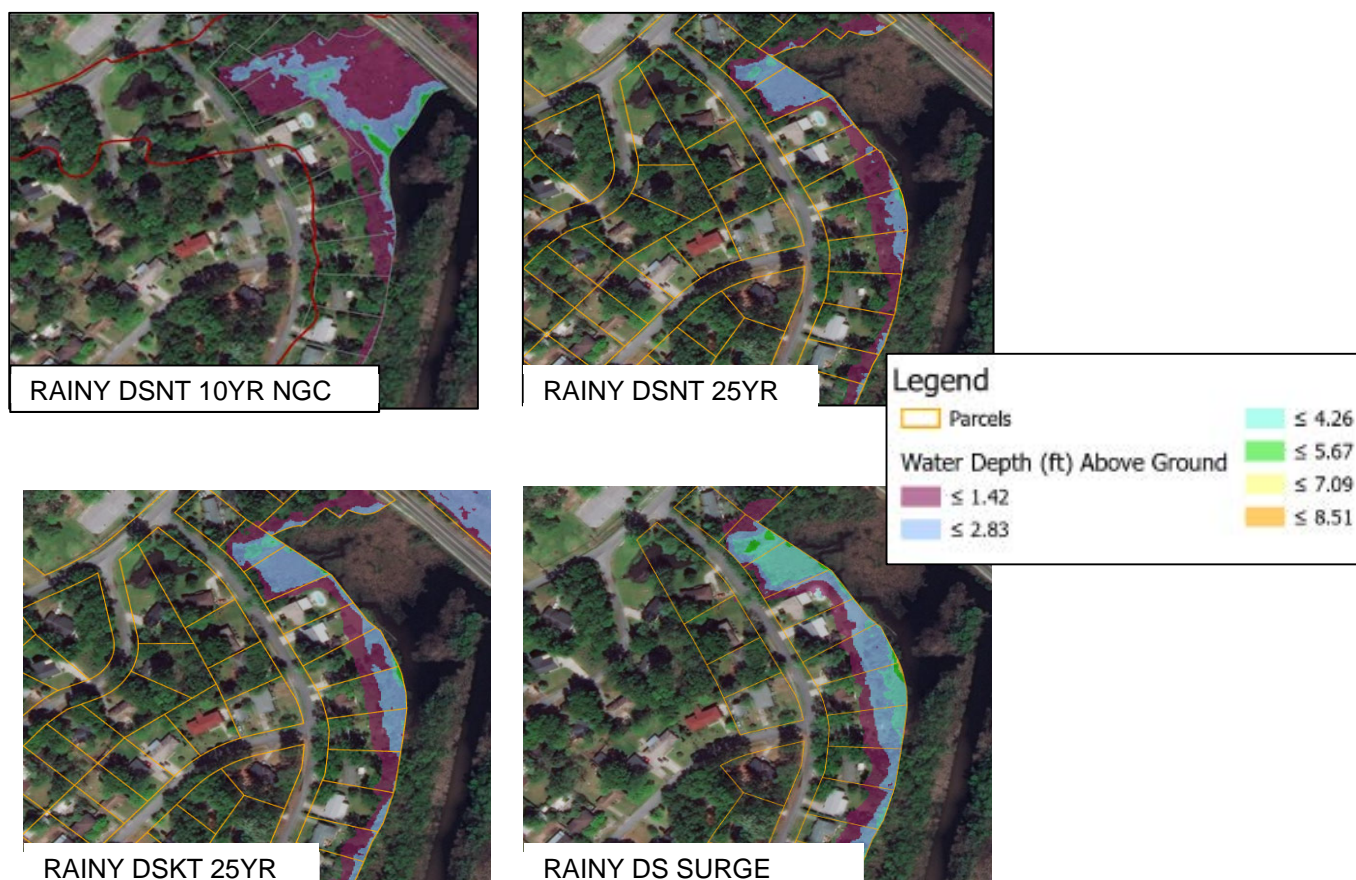 RAINY DSNT 10YR NGC
RAINY DSNT 25YR
Legend
Parcels
Water Depth (ft) Above Ground
≤ 1.42
≤ 2.83
≤ 4.26
≤ 5.67
≤ 7.09
≤ 8.51
RAINY DSKT 25YR
RAINY DS SURGE